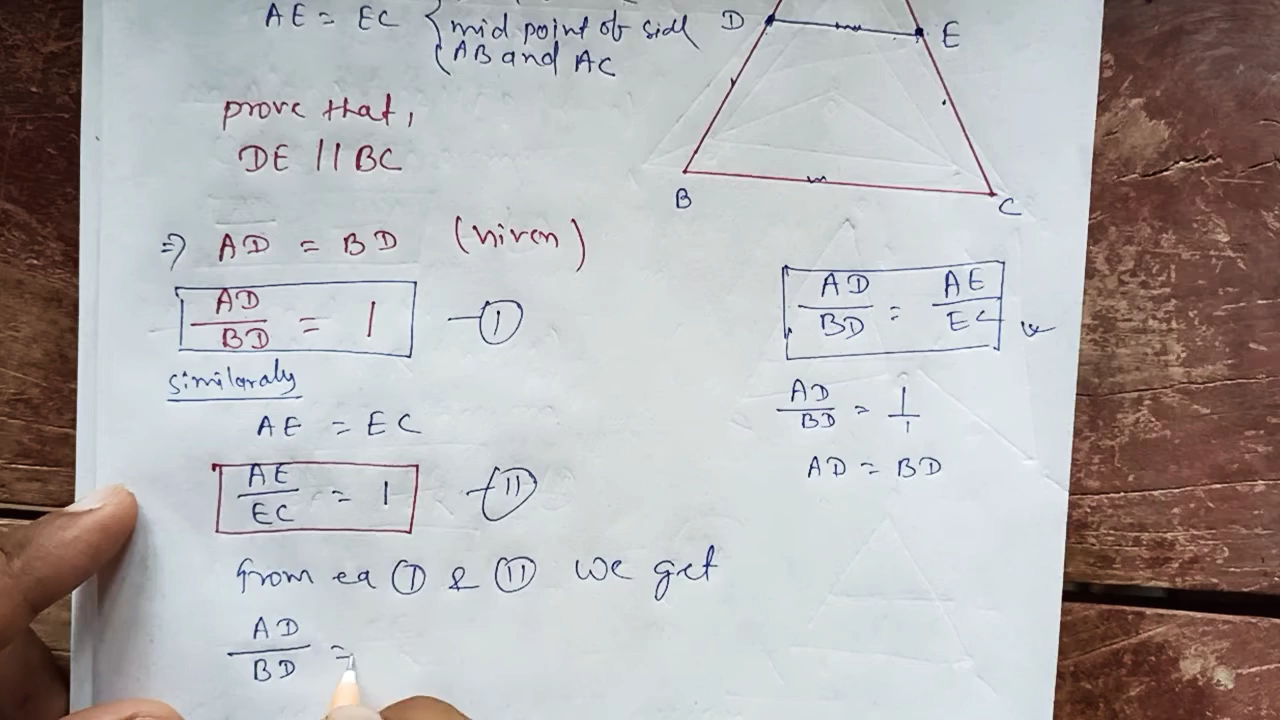 AE = EC { mid point of side
AB and AC
D
E
prove that,
DE || BC
B
C
=> AD = BD (Given)
AD/BD = 1 — I
similaraly
AE = EC
AE/EC = 1 — II
from eq I & II we get
AD/BD =
AD/BD = AE/EC
AD/BD = 1/1
AD = BD